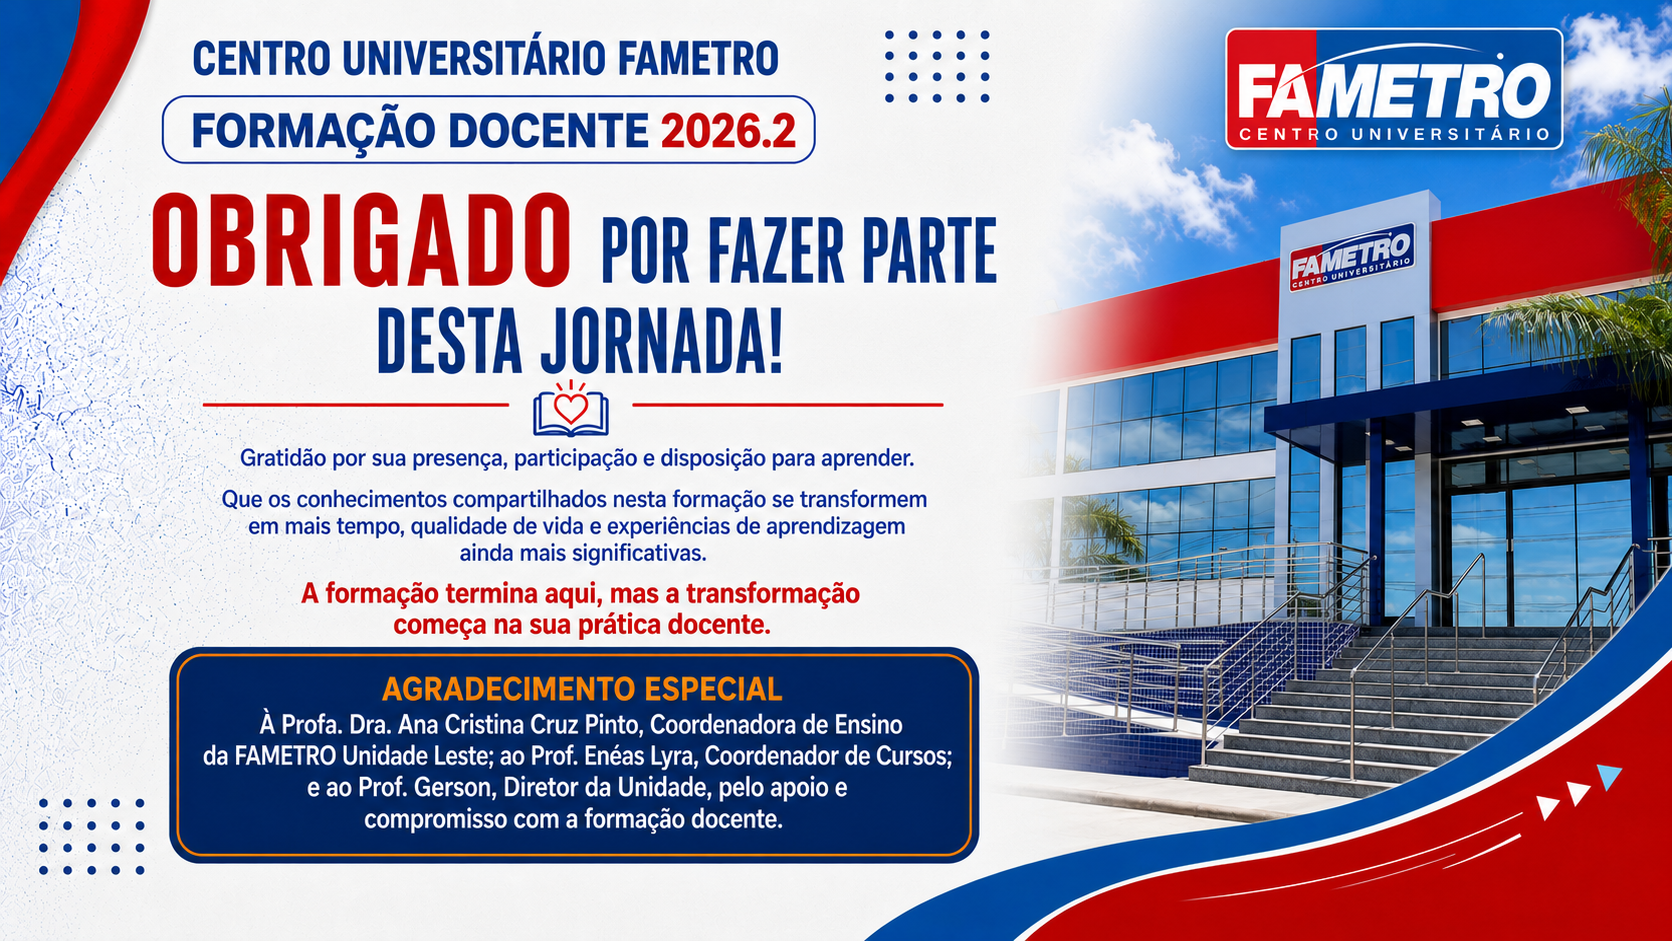 CENTRO UNIVERSITÁRIO FAMETRO
FORMAÇÃO DOCENTE 2026.2
OBRIGADO POR FAZER PARTE
DESTA JORNADA!
Gratidão por sua presença, participação e disposição para aprender.
Que os conhecimentos compartilhados nesta formação se transformem
em mais tempo, qualidade de vida e experiências de aprendizagem
ainda mais significativas.
A formação termina aqui, mas a transformação
começa na sua prática docente.
AGRADECIMENTO ESPECIAL
À Profa. Dra. Ana Cristina Cruz Pinto, Coordenadora de Ensino
da FAMETRO Unidade Leste; ao Prof. Enéas Lyra, Coordenador de Cursos;
e ao Prof. Gerson, Diretor da Unidade, pelo apoio e
compromisso com a formação docente.
FAMETRO
CENTRO UNIVERSITÁRIO
FAMETRO
CENTRO UNIVERSITÁRIO